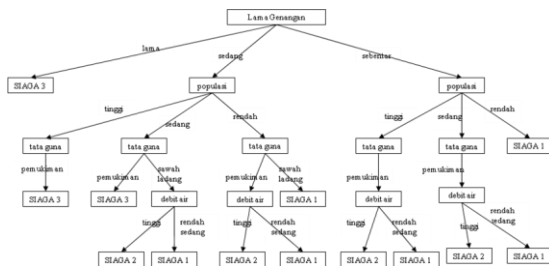 Lama Genangan
lama
sedang
sebentar
SIAGA 3
populasi
populasi
tinggi
sedang
rendah
tinggi
sedang
rendah
tata guna
tata guna
tata guna
tata guna
tata guna
SIAGA 1
pemukiman
pemukiman
sawah
ladang
pemukiman
sawah
ladang
pemukiman
pemukiman
SIAGA 3
SIAGA 3
debit air
debit air
SIAGA 1
debit air
debit air
tinggi
rendah
sedang
tinggi
rendah
sedang
tinggi
rendah
sedang
tinggi
rendah
sedang
SIAGA 2
SIAGA 1
SIAGA 2
SIAGA 1
SIAGA 2
SIAGA 1
SIAGA 2
SIAGA 1